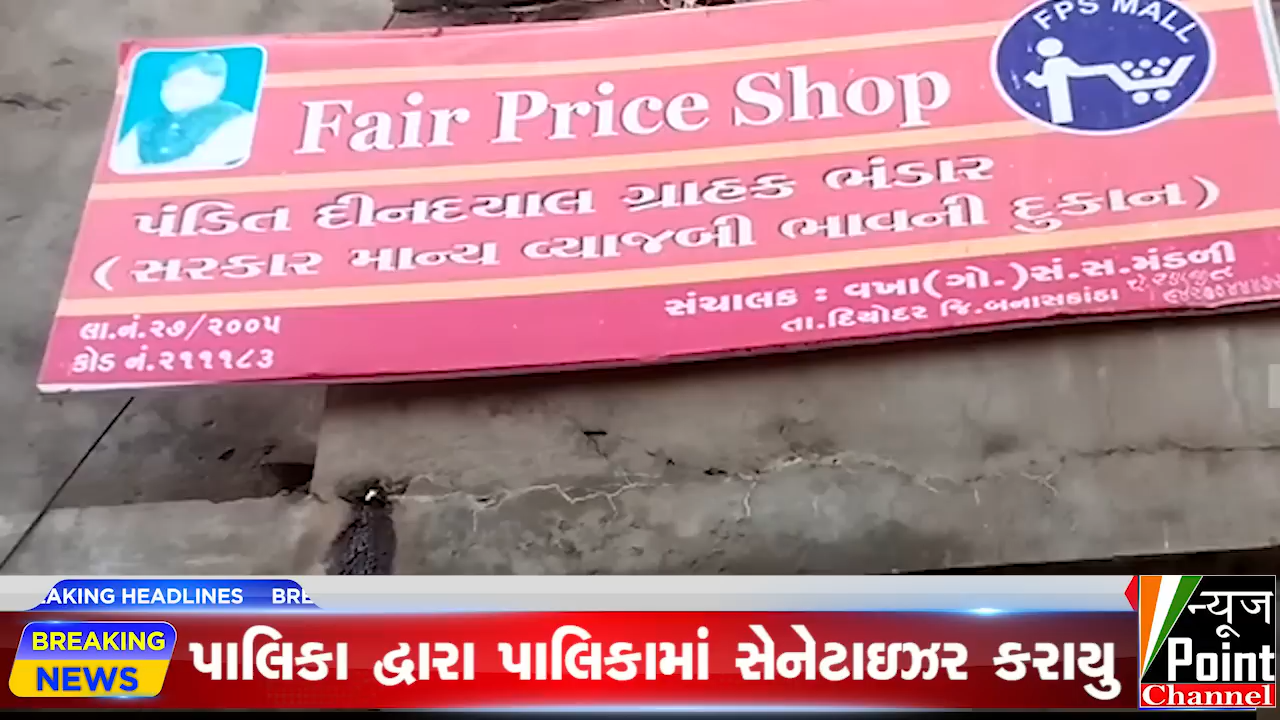 FPS MALL
Fair Price Shop
પંડિત દીનદયાલ ગ્રાહક ભંડાર
(સરકાર માન્ય વ્યાજબી ભાવની દુકાન)
સંચાલક : વખા(ગો.)સં.સ.મંડળી
તા.દિયોદર જિ.બનાસકાંઠા
લા.નં.૨૭/૨૦૦૫
કોડ નં.૨૧૧૧૮૩
AKING HEADLINES BRE
BREAKING
NEWS
પાલિકા દ્વારા પાલિકામાં સેનેટાઇઝર કરાયુ
न्यूज
Point
Channel